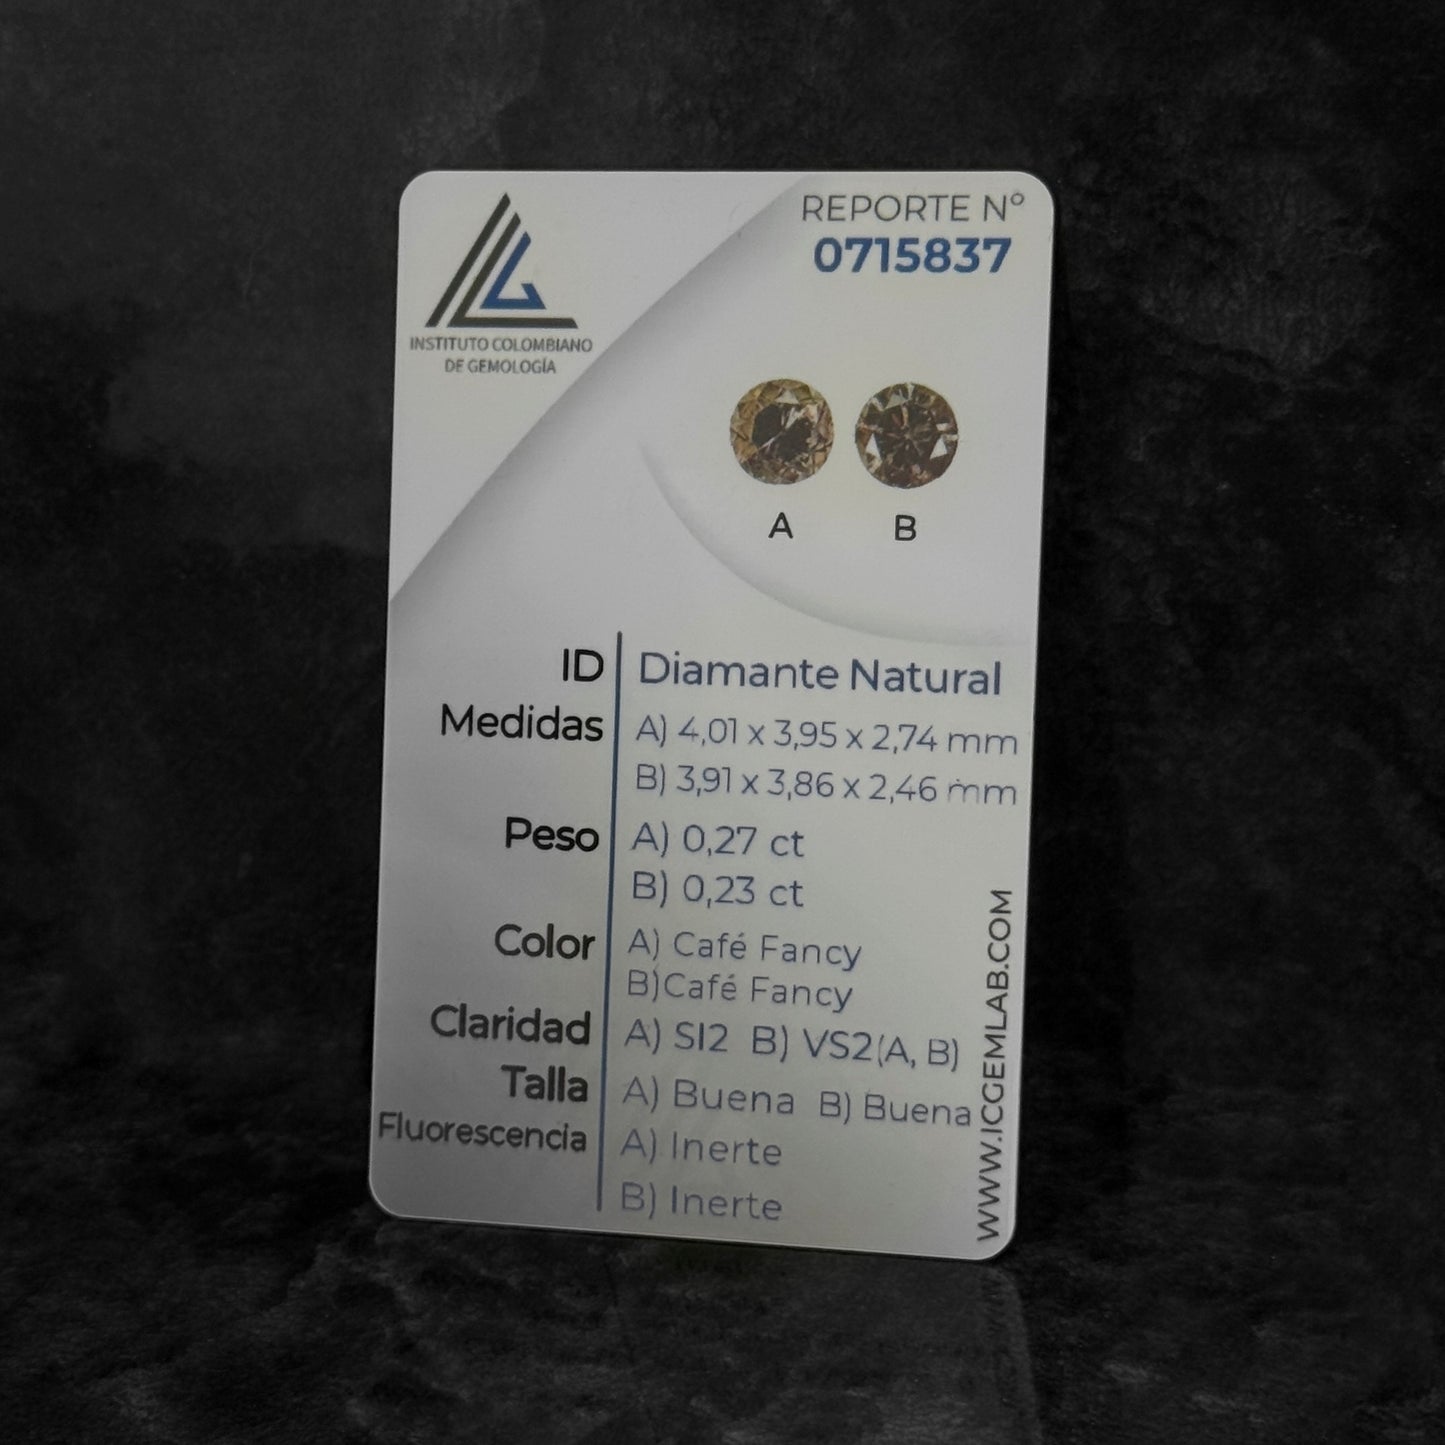 INSTITUTO COLOMBIANO
DE GEMOLOGÍA
REPORTE N°
0715837
A B
ID Diamante Natural
Medidas A) 4,01 x 3,95 x 2,74 mm
B) 3,91 x 3,86 x 2,46 mm
Peso A) 0,27 ct
B) 0,23 ct
Color A) Café Fancy
B)Café Fancy
Claridad A) SI2 B) VS2(A, B)
Talla A) Buena B) Buena
Fluorescencia A) Inerte
B) Inerte
WWW.ICGEMLAB.COM